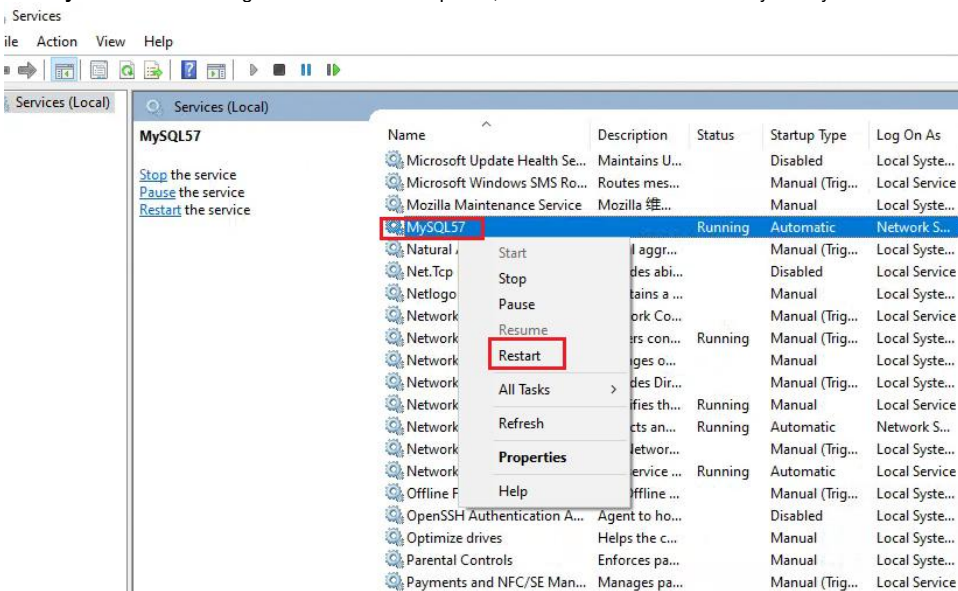 Services
ile Action View Help
Services (Local)
Services (Local)
MySQL57
Stop the service
Pause the service
Restart the service
Name Description Status Startup Type Log On As
Microsoft Update Health Se... Maintains U... Disabled Local Syste...
Microsoft Windows SMS Ro... Routes mes... Manual (Trig... Local Service
Mozilla Maintenance Service Mozilla 维... Manual Local Syste...
MySQL57 Running Automatic Network S...
Natural l aggr... Manual (Trig... Local Syste...
Net.Tcp des abi... Disabled Local Service
Netlogo tains a ... Manual Local Syste...
Network ork Co... Manual (Trig... Local Service
Network ers con... Running Manual (Trig... Local Syste...
Network ges o... Manual Local Syste...
Network des Dir... Manual (Trig... Local Syste...
Network ifies th... Running Manual Local Service
Network cts an... Running Automatic Network S...
Network Networ... Manual (Trig... Local Syste...
Network ervice ... Running Automatic Local Service
Offline F Offline ... Manual (Trig... Local Syste...
OpenSSH Authentication A... Agent to ho... Disabled Local Syste...
Optimize drives Helps the c... Manual Local Syste...
Parental Controls Enforces pa... Manual Local Syste...
Payments and NFC/SE Man... Manages pa... Manual (Trig... Local Service
Start
Stop
Pause
Resume
Restart
All Tasks >
Refresh
Properties
Help